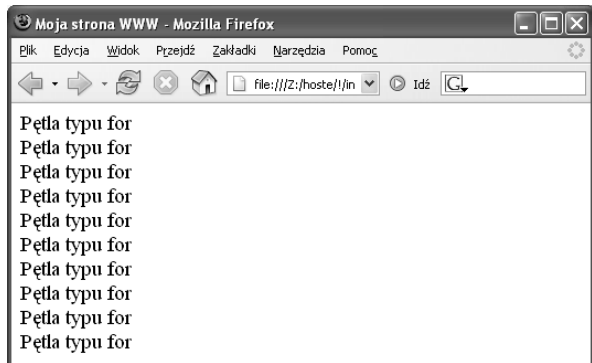 Moja strona WWW - Mozilla Firefox
Plik Edycja Widok Przejdź Zakładki Narzędzia Pomoc
file:///Z:/hoste/!/in Idź G
Pętla typu for
Pętla typu for
Pętla typu for
Pętla typu for
Pętla typu for
Pętla typu for
Pętla typu for
Pętla typu for
Pętla typu for
Pętla typu for